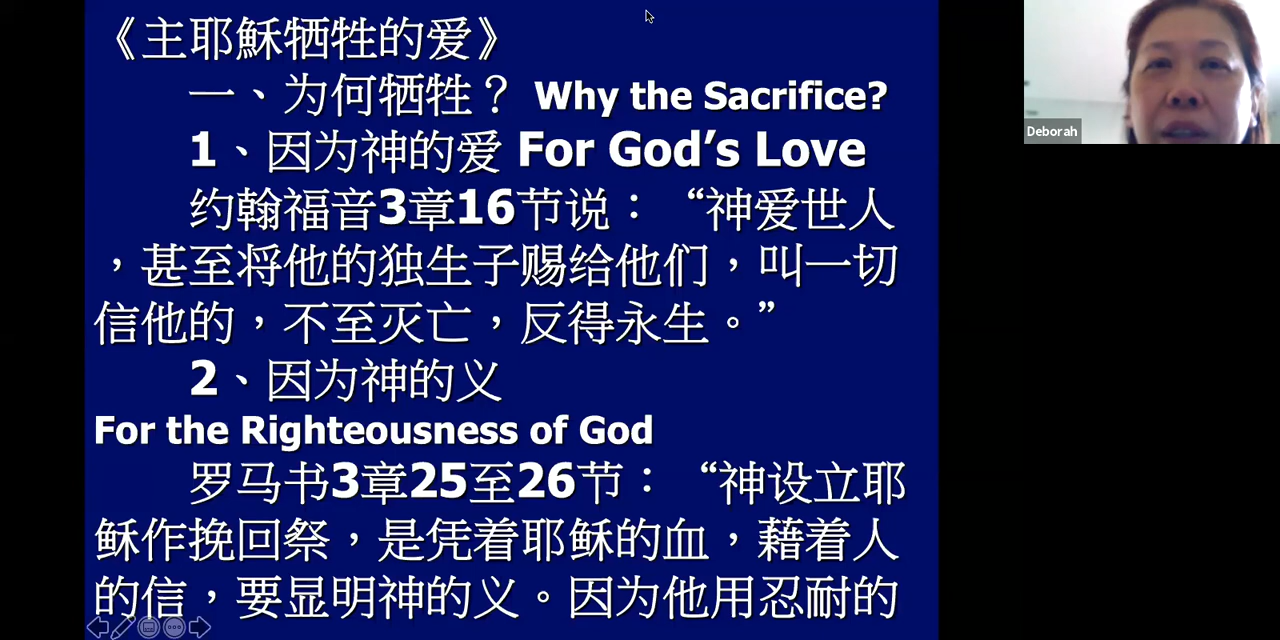 《主耶穌牺牲的爱》
一、为何牺牲？ Why the Sacrifice?
1、因为神的爱 For God’s Love
约翰福音3章16节说：“神爱世人
，甚至将他的独生子赐给他们，叫一切
信他的，不至灭亡，反得永生。”
2、因为神的义
For the Righteousness of God
罗马书3章25至26节：“神设立耶
稣作挽回祭，是凭着耶稣的血，藉着人
的信，要显明神的义。因为他用忍耐的
Deborah